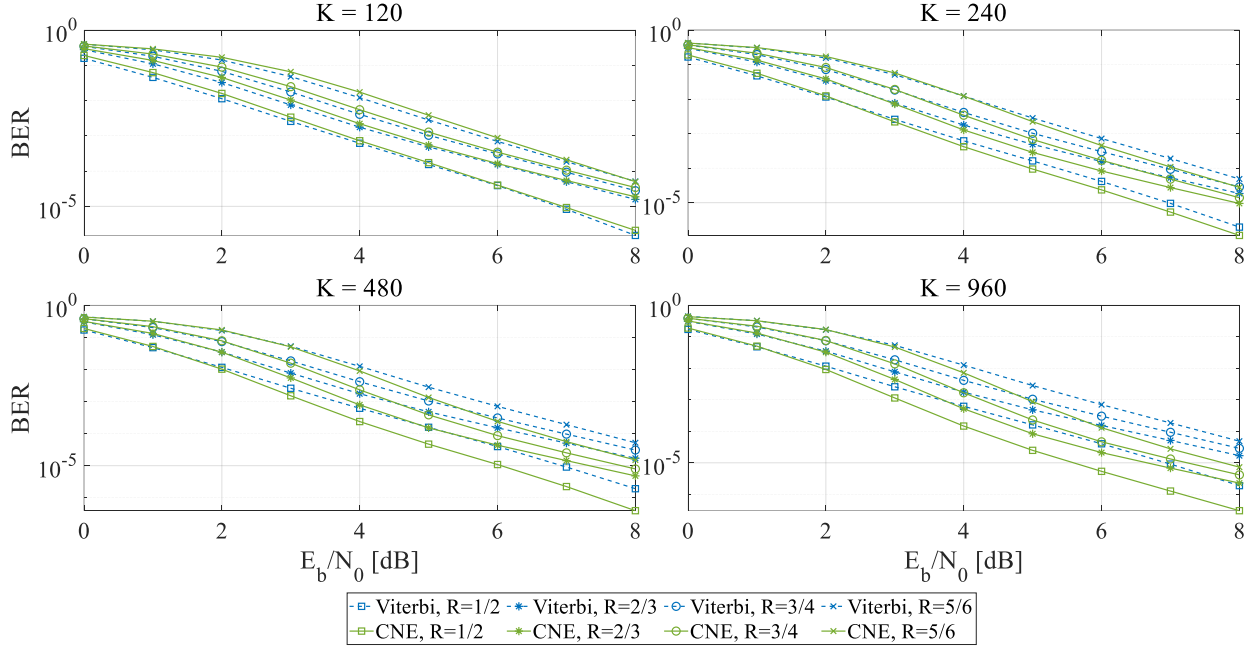 K = 120
K = 240
10^0
BER
10^-5
0 2 4 6 8
10^0
10^-5
0 2 4 6 8
K = 480
K = 960
10^0
BER
10^-5
0 2 4 6 8
E_b/N_0 [dB]
10^0
10^-5
0 2 4 6 8
E_b/N_0 [dB]
Viterbi, R=1/2 Viterbi, R=2/3 Viterbi, R=3/4 Viterbi, R=5/6
CNE, R=1/2 CNE, R=2/3 CNE, R=3/4 CNE, R=5/6